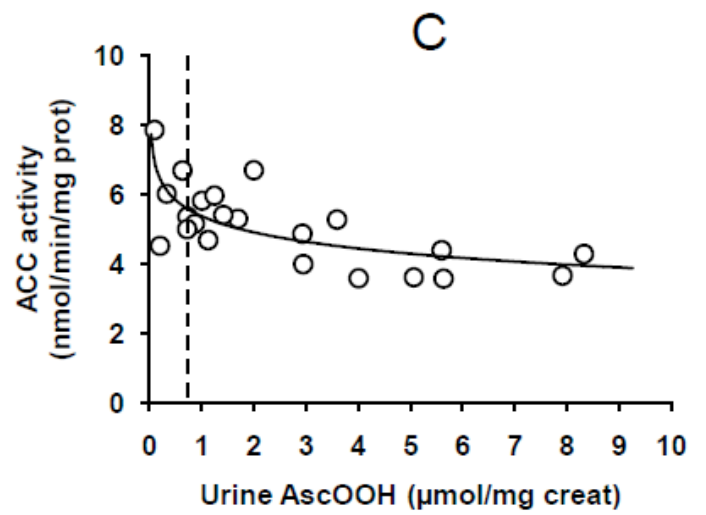 C
10
8
6
4
2
0
ACC activity
(nmol/min/mg prot)
0 1 2 3 4 5 6 7 8 9 10
Urine AscOOH (µmol/mg creat)